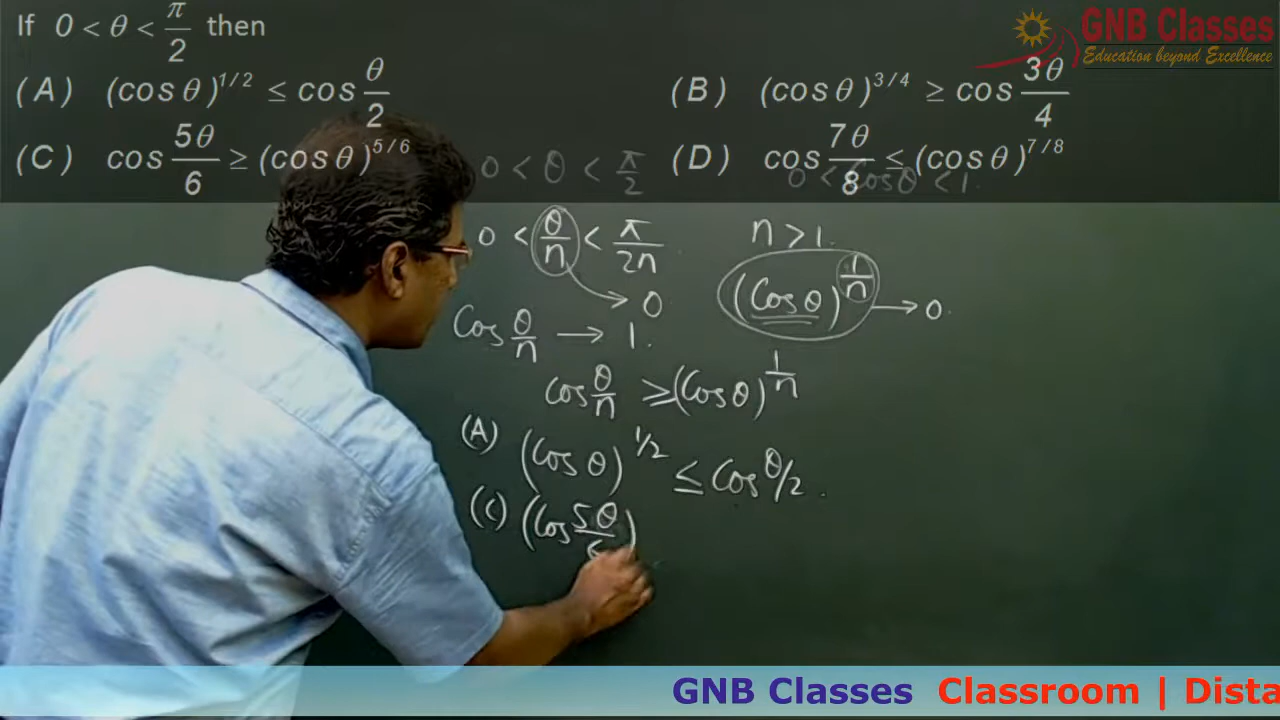 If 0 < θ < π/2 then
GNB Classes
Education beyond Excellence
(A) (cos θ)^{1/2} ≤ cos θ/2
(B) (cos θ)^{3/4} ≥ cos 3θ/4
(C) cos 5θ/6 ≥ (cos θ)^{5/6}
(D) cos 7θ/8 ≤ (cos θ)^{7/8}
0 < θ < π/2
0 < Cosθ < 1.
0 < θ/n < π/2n
n > 1.
→ 0
(Cosθ)^{1/n} → 0.
Cos θ/n → 1.
cos θ/n ≥ (Cosθ)^{1/n}
(A) (Cos θ)^{1/2} ≤ Cos θ/2.
(C) (Cos 5θ/6)
GNB Classes Classroom | Dista